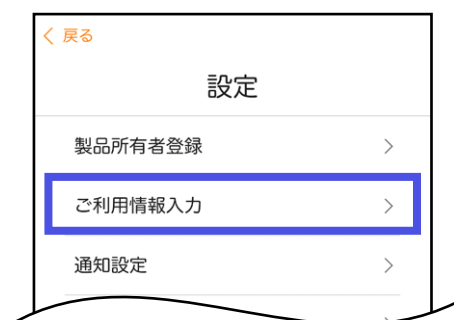 戻る
設定
製品所有者登録
ご利用情報入力
通知設定